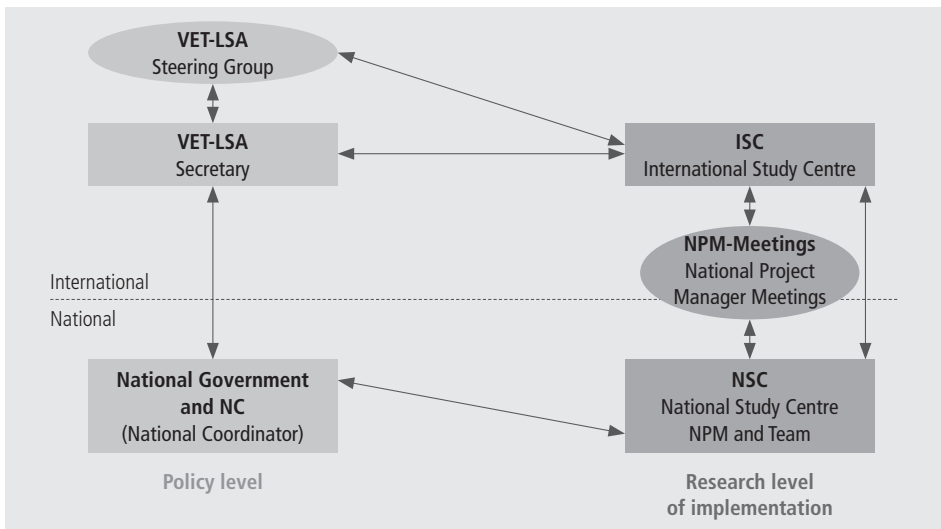 VET-LSA
Steering Group
VET-LSA
Secretary
ISC
International Study Centre
NPM-Meetings
National Project
Manager Meetings
International
National
National Government
and NC
(National Coordinator)
NSC
National Study Centre
NPM and Team
Policy level
Research level
of implementation